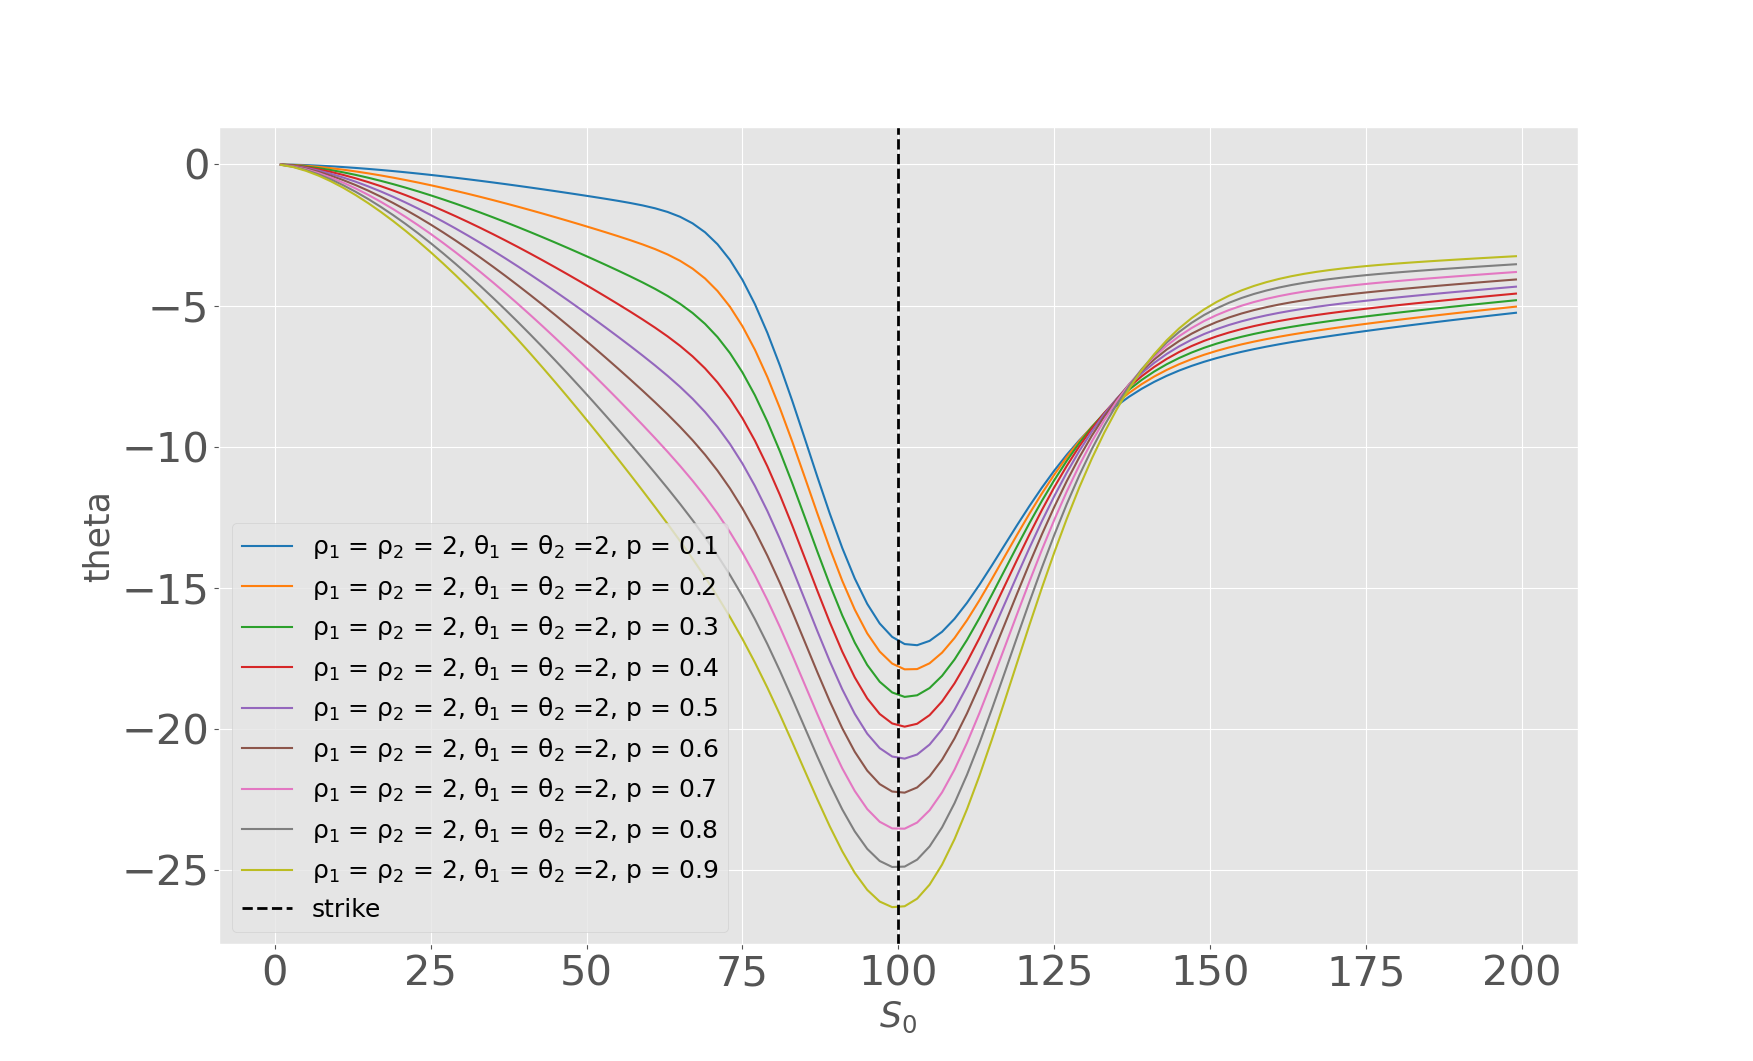 0
−5
−10
−15
−20
−25
theta
ρ₁ = ρ₂ = 2, θ₁ = θ₂ =2, p = 0.1
ρ₁ = ρ₂ = 2, θ₁ = θ₂ =2, p = 0.2
ρ₁ = ρ₂ = 2, θ₁ = θ₂ =2, p = 0.3
ρ₁ = ρ₂ = 2, θ₁ = θ₂ =2, p = 0.4
ρ₁ = ρ₂ = 2, θ₁ = θ₂ =2, p = 0.5
ρ₁ = ρ₂ = 2, θ₁ = θ₂ =2, p = 0.6
ρ₁ = ρ₂ = 2, θ₁ = θ₂ =2, p = 0.7
ρ₁ = ρ₂ = 2, θ₁ = θ₂ =2, p = 0.8
ρ₁ = ρ₂ = 2, θ₁ = θ₂ =2, p = 0.9
strike
0 25 50 75 100 125 150 175 200
S₀